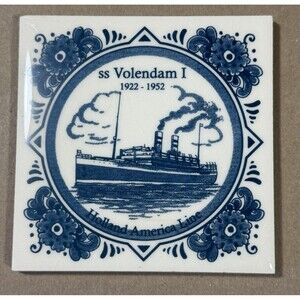 ss Volendam I
1922 - 1952
Holland America Line